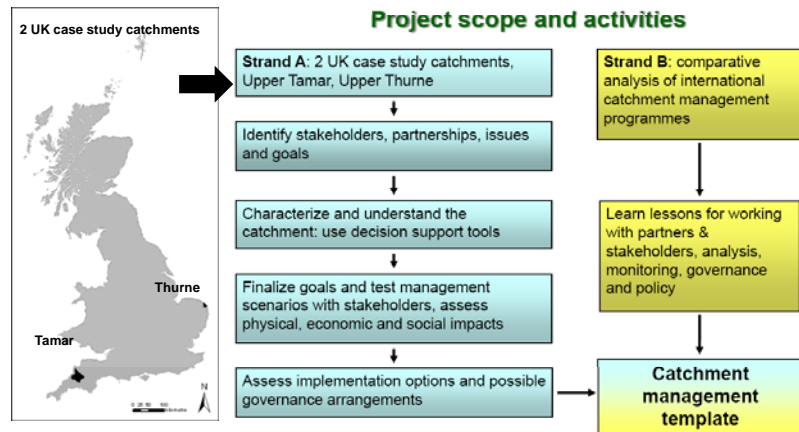 Project scope and activities
2 UK case study catchments
Thurne
Tamar
N
0 25 50 100
Strand A: 2 UK case study catchments,
Upper Tamar, Upper Thurne
Identify stakeholders, partnerships, issues
and goals
Characterize and understand the
catchment: use decision support tools
Finalize goals and test management
scenarios with stakeholders, assess
physical, economic and social impacts
Assess implementation options and possible
governance arrangements
Strand B: comparative
analysis of international
catchment management
programmes
Learn lessons for working
with partners &
stakeholders, analysis,
monitoring, governance
and policy
Catchment
management
template